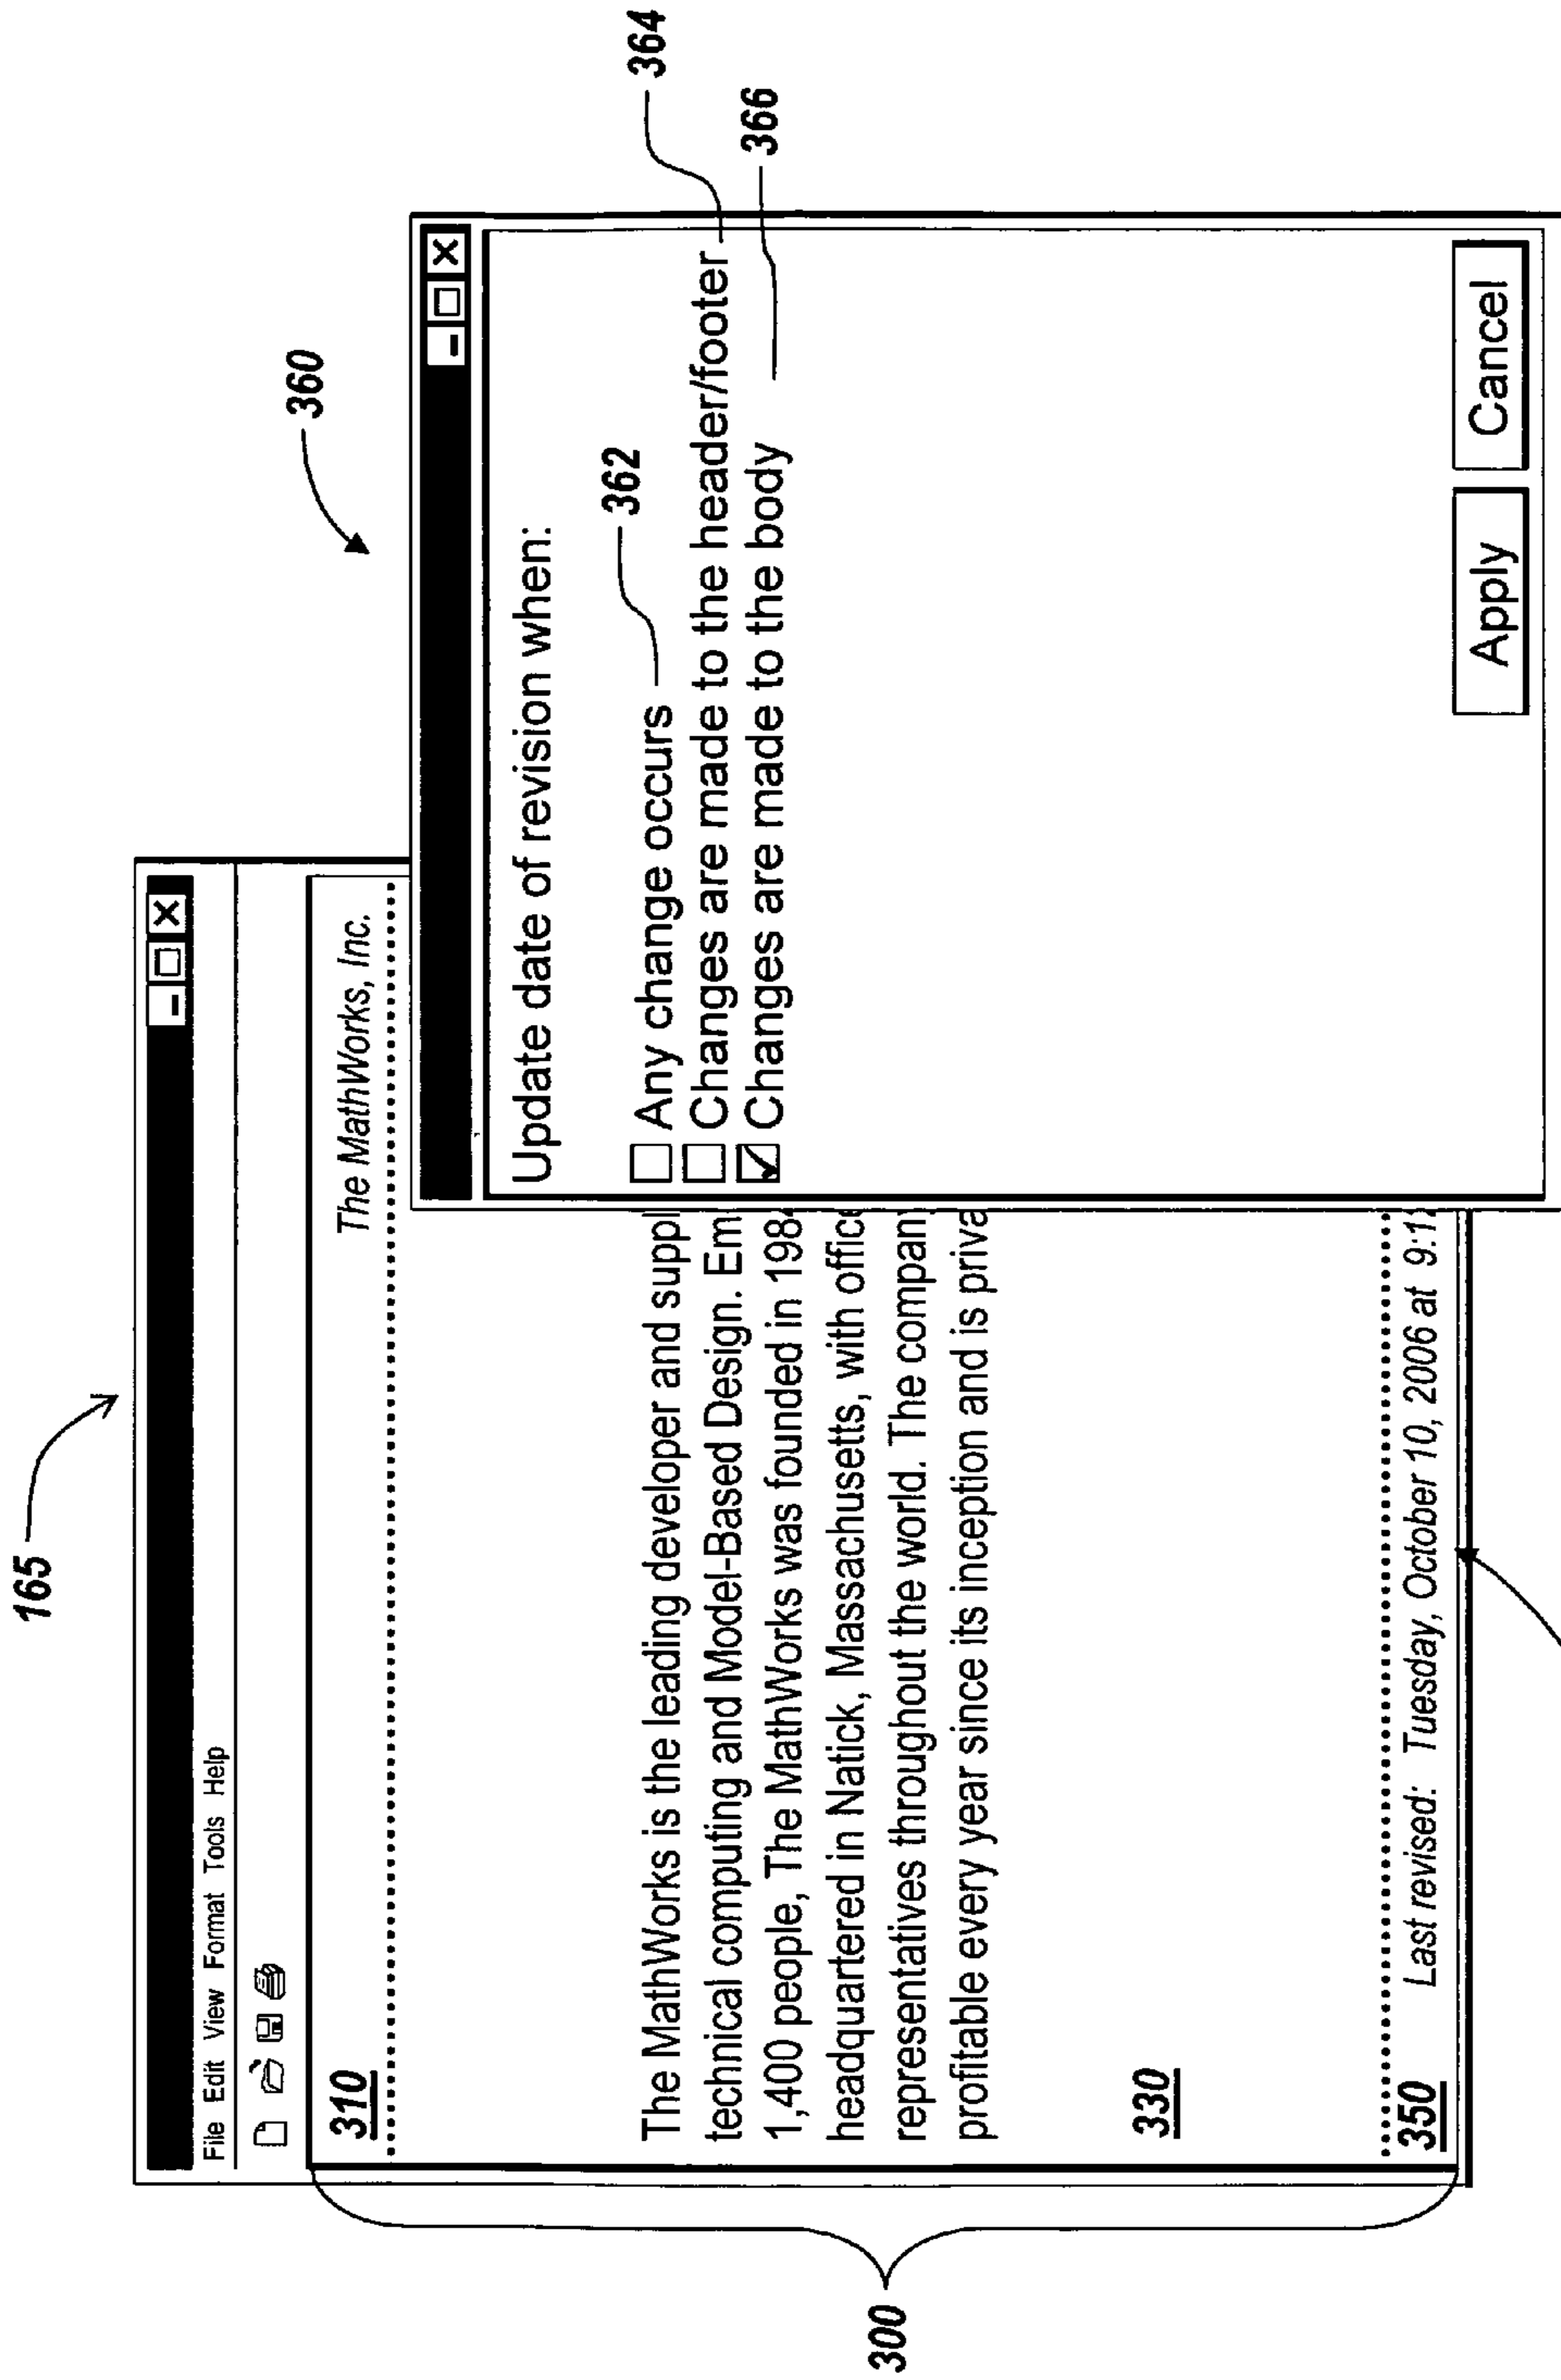 165
360
File Edit View Format Tools Help
310
The MathWorks, Inc.
The MathWorks is the leading developer and suppl
technical computing and Model-Based Design. Em
1,400 people, The MathWorks was founded in 198
headquartered in Natick, Massachusetts, with offic
representatives throughout the world. The compan
profitable every year since its inception and is priva
330
350
Last revised: Tuesday, October 10, 2006 at 9:1
300
Update date of revision when:
Any change occurs
362
Changes are made to the header/footer
364
Changes are made to the body
366
Apply Cancel